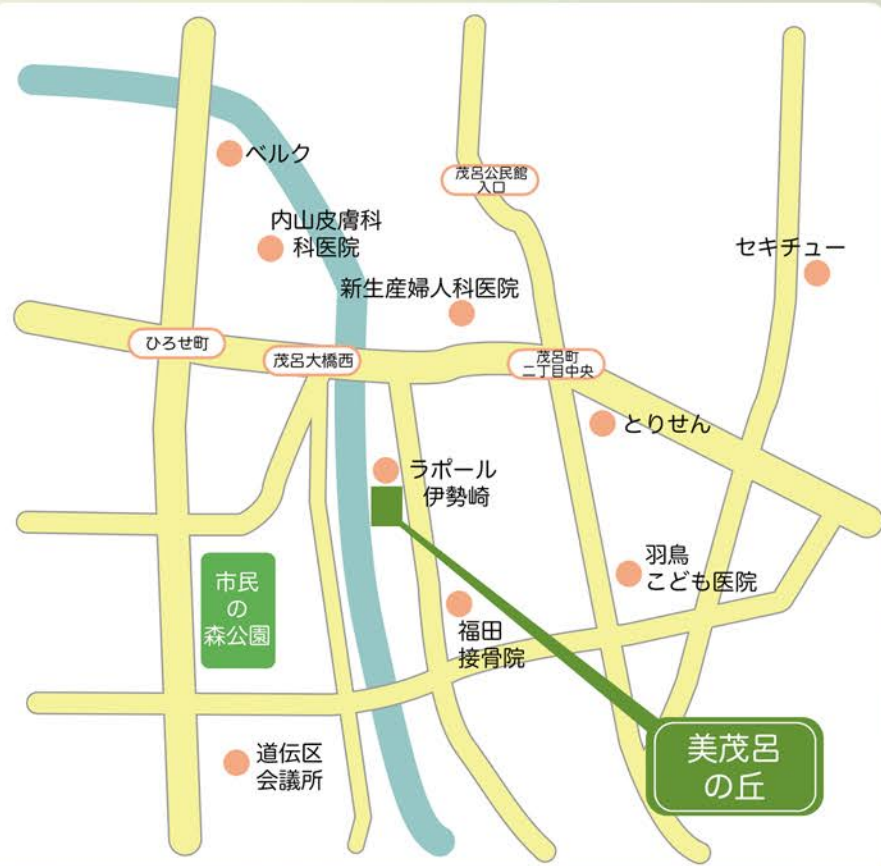 ベルク
茂呂公民館
入口
内山皮膚科
科医院
セキチュー
新生産婦人科医院
ひろせ町
茂呂大橋西
茂呂町
二丁目中央
とりせん
ラポール
伊勢崎
羽鳥
こども医院
市民
の
森公園
福田
接骨院
美茂呂
の丘
道伝区
会議所